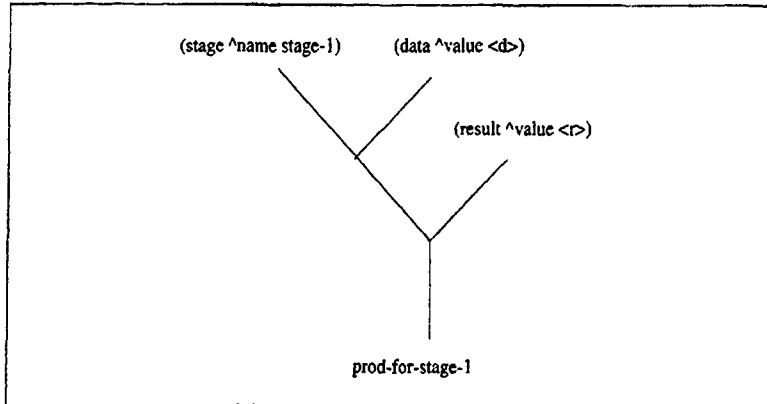 (stage ^name stage-1) (data ^value <d>)
(result ^value <r>)
prod-for-stage-1